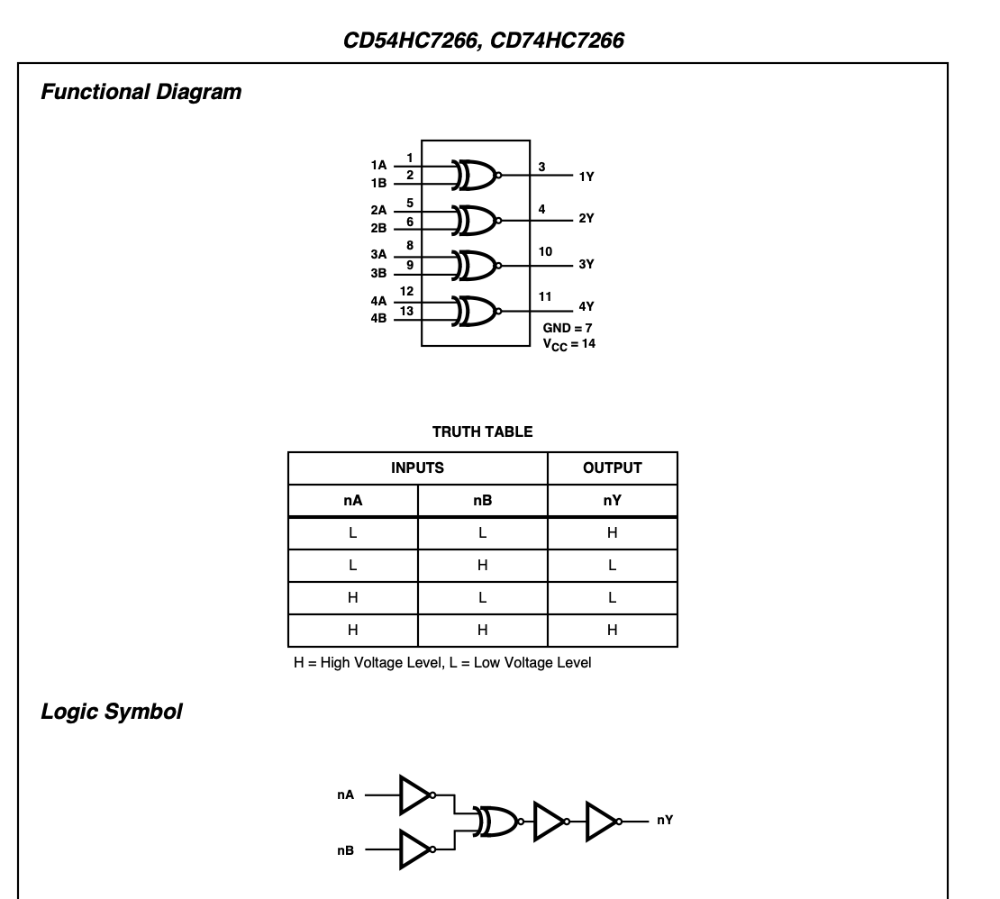 CD54HC7266, CD74HC7266
Functional Diagram
1A 1
1B 2
3 1Y
2A 5
2B 6
4 2Y
3A 8
3B 9
10 3Y
4A 12
4B 13
11 4Y
GND = 7
VCC = 14
TRUTH TABLE
INPUTS OUTPUT
nA nB nY
L L H
L H L
H L L
H H H
H = High Voltage Level, L = Low Voltage Level
Logic Symbol
nA
nY
nB